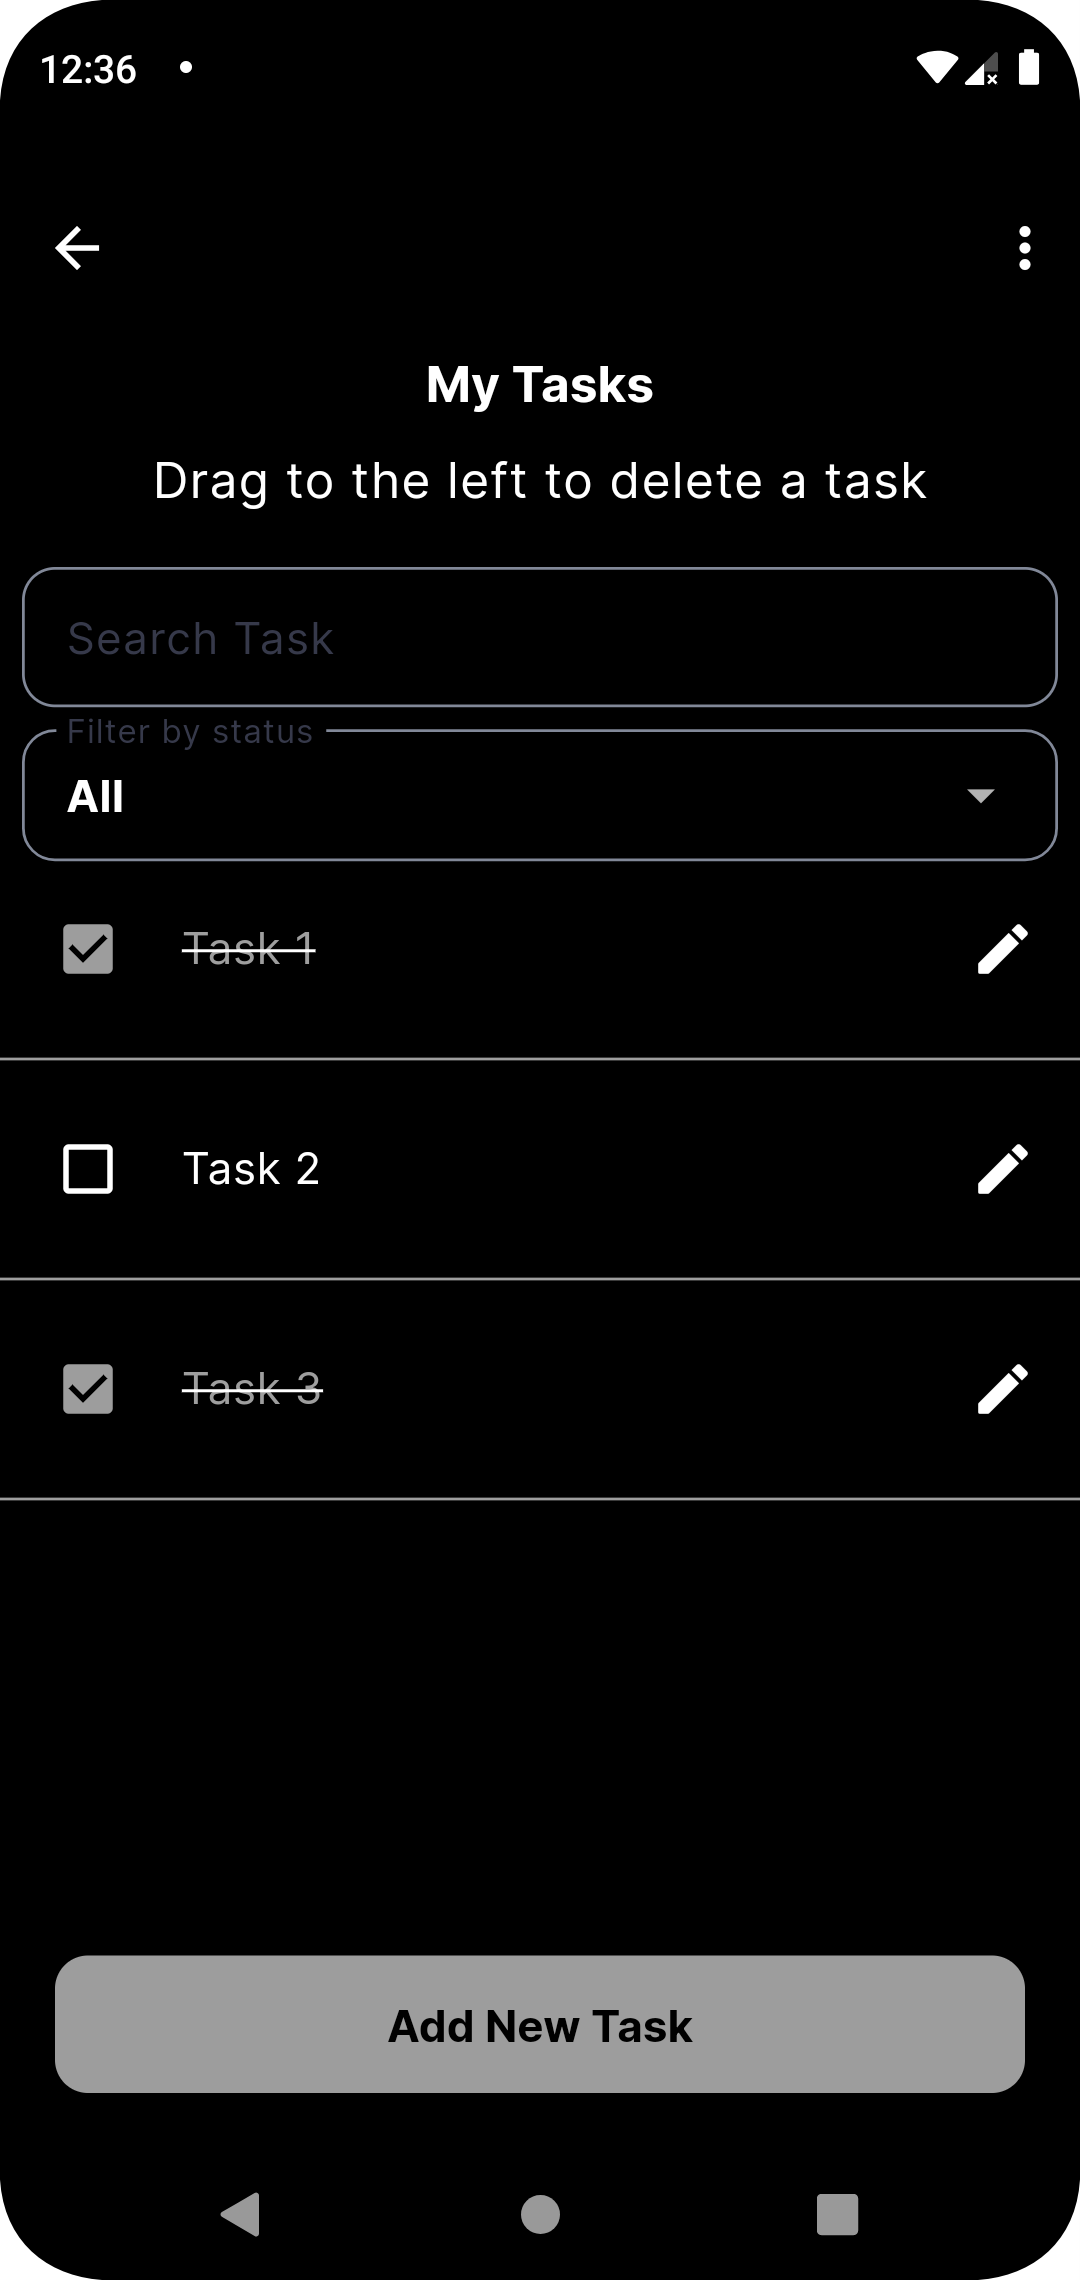 12:36
My Tasks
Drag to the left to delete a task
Search Task
Filter by status
All
Task 1
Task 2
Task 3
Add New Task